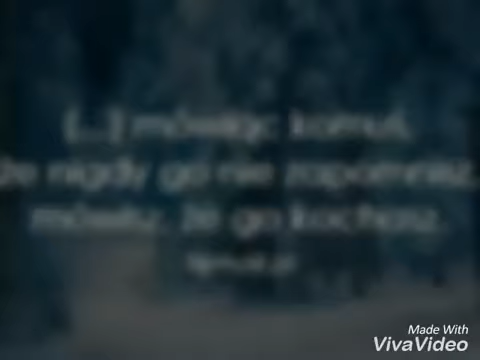 [...] mówiąc komuś,
że nigdy go nie zapomnisz,
mówisz, że go kochasz.
Made With
VivaVideo